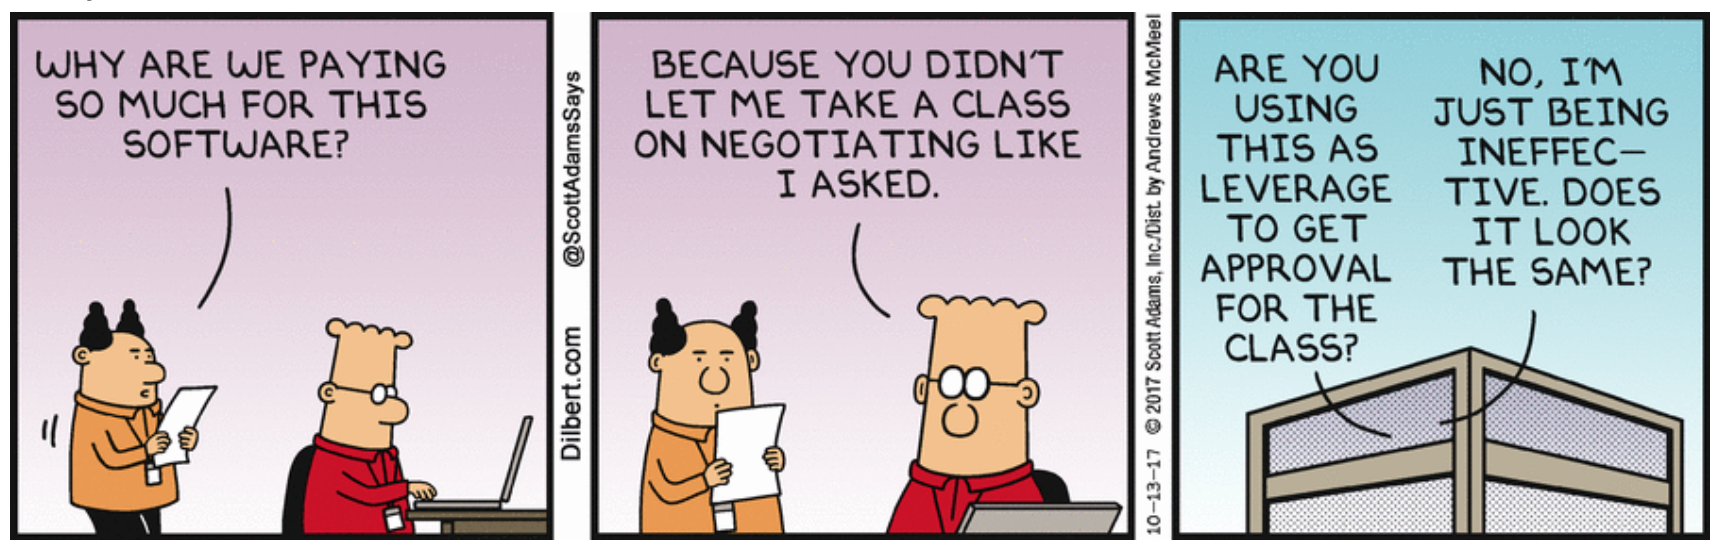 WHY ARE WE PAYING
SO MUCH FOR THIS
SOFTWARE?
Dilbert.com @ScottAdamsSays
BECAUSE YOU DIDN'T
LET ME TAKE A CLASS
ON NEGOTIATING LIKE
I ASKED.
10-13-17 © 2017 Scott Adams, Inc./Dist. by Andrews McMeel
ARE YOU
USING
THIS AS
LEVERAGE
TO GET
APPROVAL
FOR THE
CLASS?
NO, I'M
JUST BEING
INEFFEC-
TIVE. DOES
IT LOOK
THE SAME?